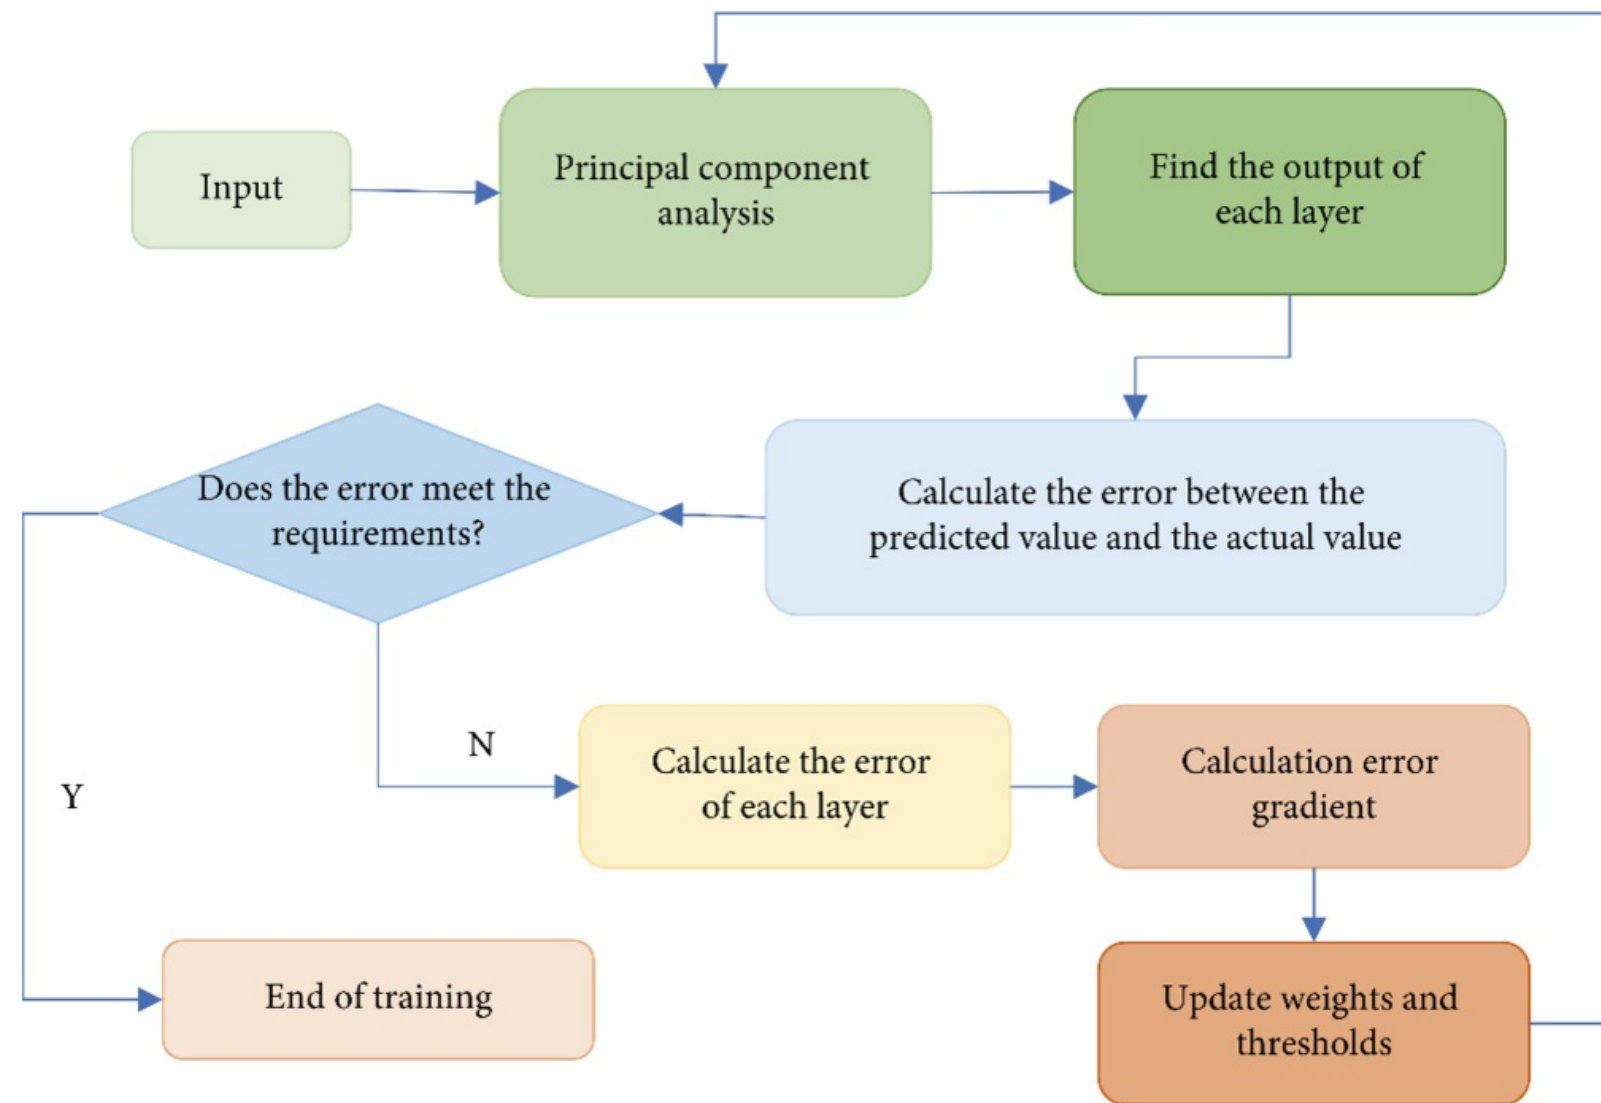 Input
Principal component
analysis
Find the output of
each layer
Calculate the error between the
predicted value and the actual value
Does the error meet the
requirements?
N
Y
Calculate the error
of each layer
Calculation error
gradient
Update weights and
thresholds
End of training